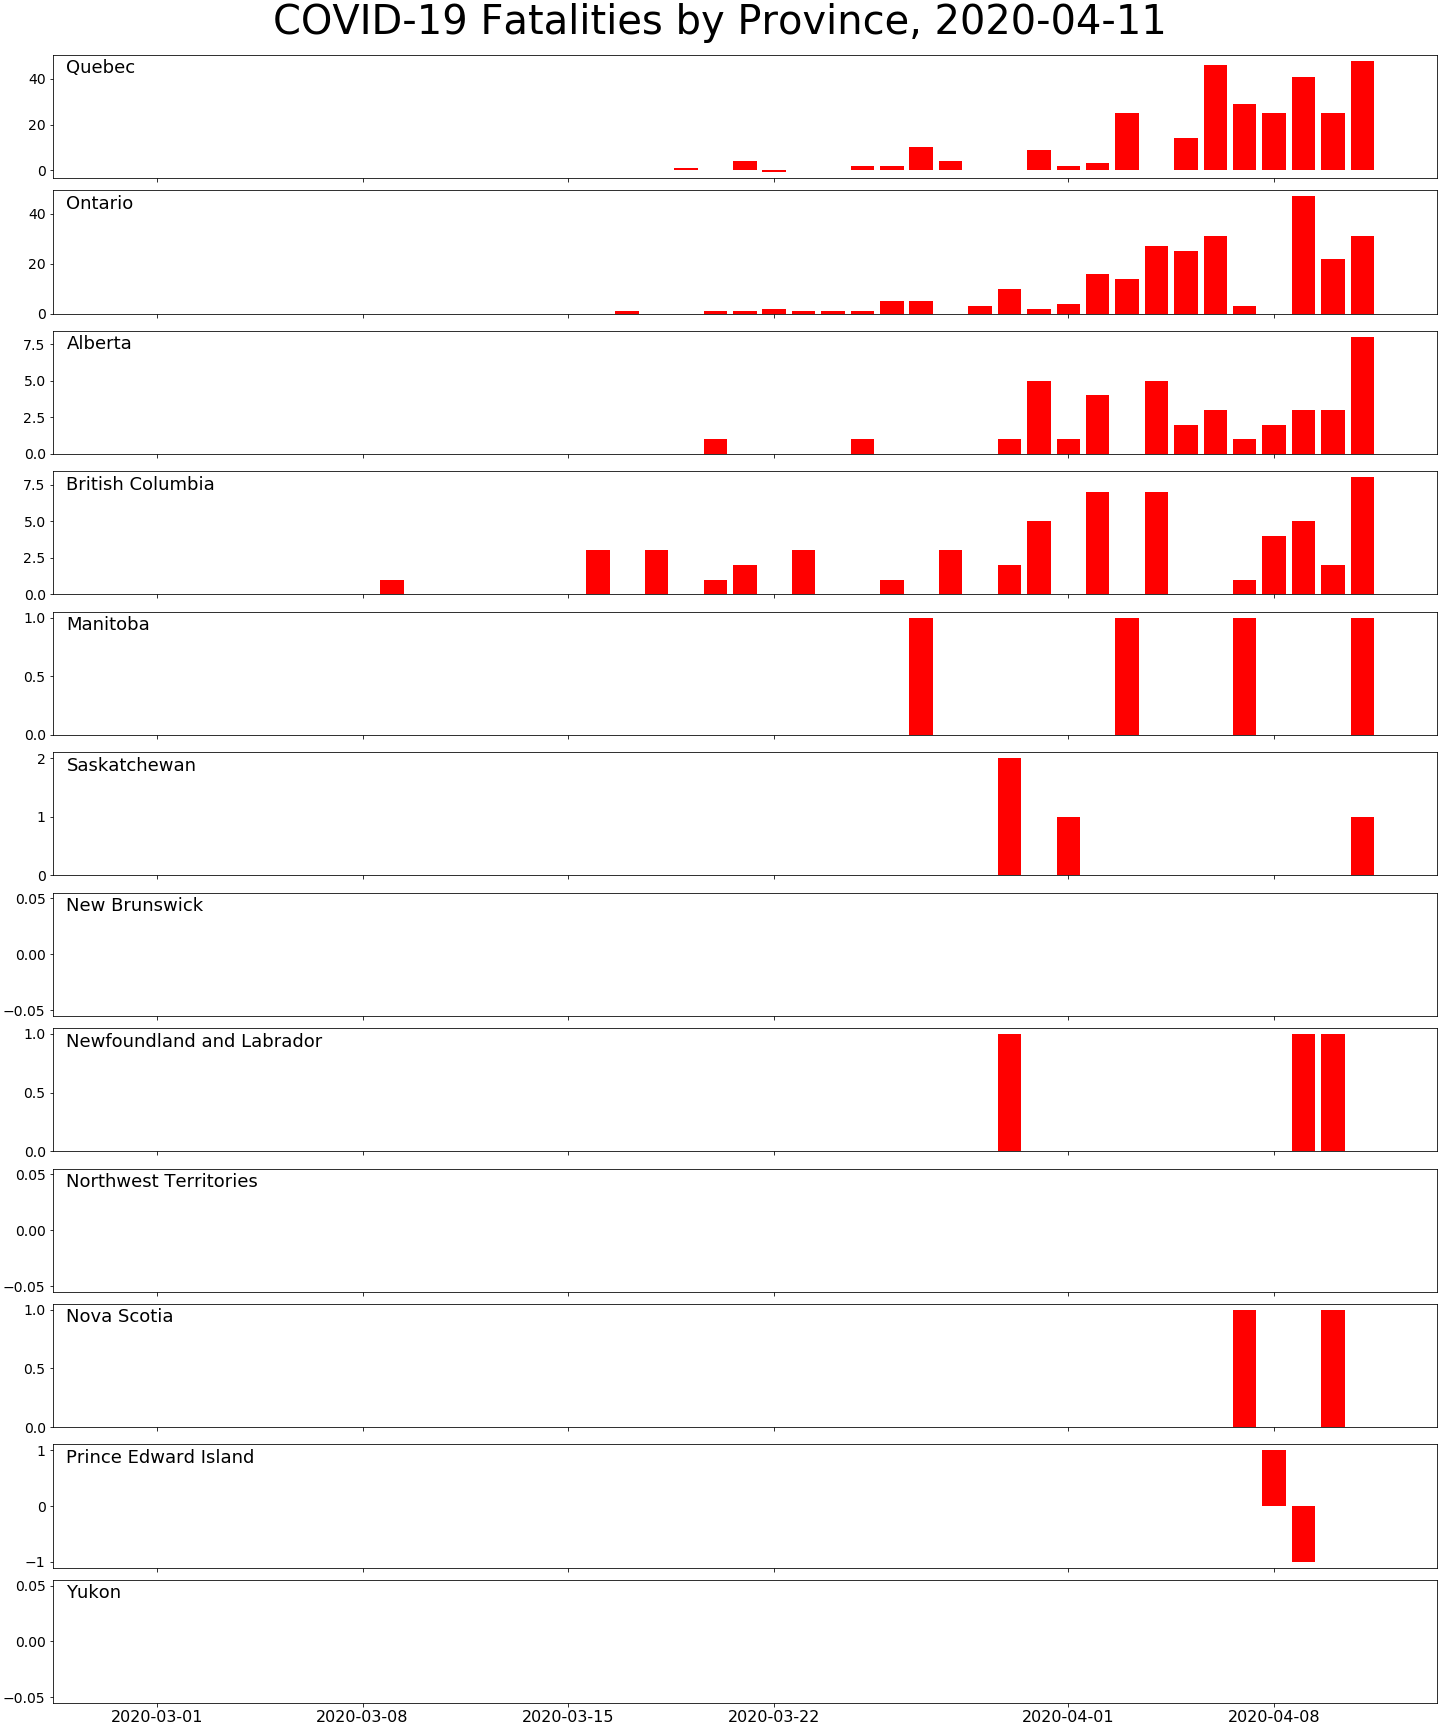 COVID-19 Fatalities by Province, 2020-04-11
Quebec
40
20
0
Ontario
40
20
0
Alberta
7.5
5.0
2.5
0.0
British Columbia
7.5
5.0
2.5
0.0
Manitoba
1.0
0.5
0.0
Saskatchewan
2
1
0
New Brunswick
0.05
0.00
−0.05
Newfoundland and Labrador
1.0
0.5
0.0
Northwest Territories
0.05
0.00
−0.05
Nova Scotia
1.0
0.5
0.0
Prince Edward Island
1
0
−1
Yukon
0.05
0.00
−0.05
2020-03-01 2020-03-08 2020-03-15 2020-03-22 2020-04-01 2020-04-08